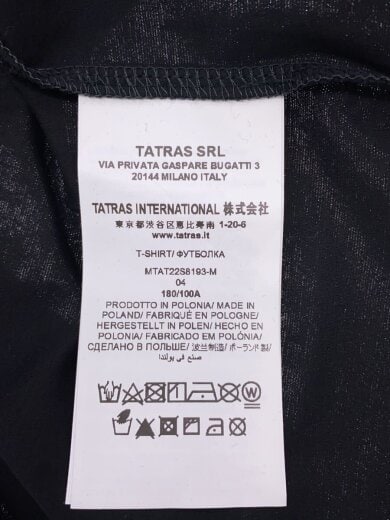 TATRAS SRL
VIA PRIVATA GASPARE BUGATTI 3
20144 MILANO ITALY
TATRAS INTERNATIONAL 株式会社
東京都渋谷区恵比寿南 1-20-6
www.tatras.it
T-SHIRT/ ФУТБОЛКА
MTAT22S8193-M
04
180/100A
PRODOTTO IN POLONIA/ MADE IN
POLAND/ FABRIQUÉ EN POLOGNE/
HERGESTELLT IN POLEN/ HECHO EN
POLONIA/ FABRICADO EM POLÓNIA/
СДЕЛАНО В ПОЛЬШЕ/ 波兰制造/ ポーランド製/
صنع في بولندا